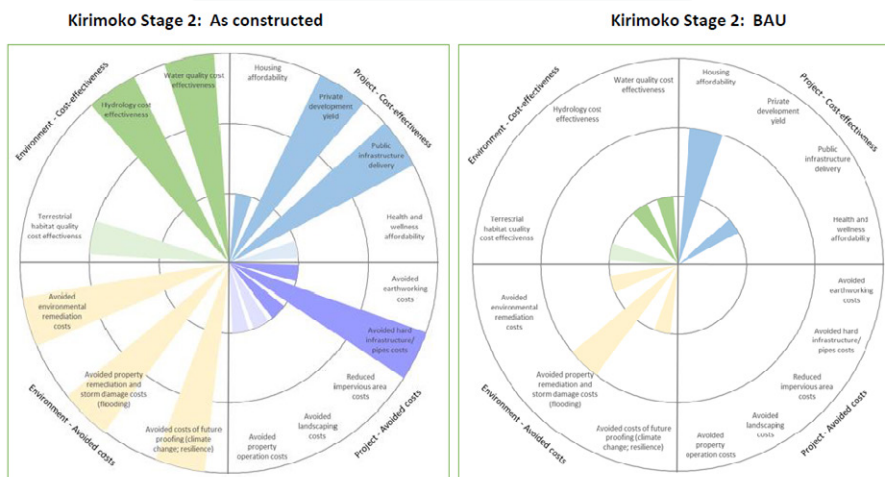 Kirimoko Stage 2: As constructed
Environment - Cost-effectiveness
Project - Cost-effectiveness
Water quality cost
effectiveness
Housing
affordability
Hydrology cost
effectiveness
Private
development
yield
Public
infrastructure
delivery
Terrestrial
habitat quality
cost effectiveness
Health and
wellness
affordability
Avoided
environmental
remediation
costs
Avoided
earthworking
costs
Avoided hard
infrastructure/
pipes costs
Avoided property
remediation and
storm damage costs
(flooding)
Reduced
impervious area
costs
Avoided
landscaping
costs
Avoided costs of future
proofing (climate
change; resilience)
Avoided
property
operation costs
Environment - Avoided costs
Project - Avoided costs
Kirimoko Stage 2: BAU
Environment - Cost-effectiveness
Project - Cost-effectiveness
Water quality cost
effectiveness
Housing
affordability
Hydrology cost
effectiveness
Private
development
yield
Public
infrastructure
delivery
Terrestrial
habitat quality
cost effectiveness
Health and
wellness
affordability
Avoided
environmental
remediation
costs
Avoided
earthworking
costs
Avoided hard
infrastructure/
pipes costs
Avoided property
remediation and
storm damage costs
(flooding)
Reduced
impervious area
costs
Avoided
landscaping
costs
Avoided costs of future
proofing (climate
change; resilience)
Avoided
property
operation costs
Environment - Avoided costs
Project - Avoided costs